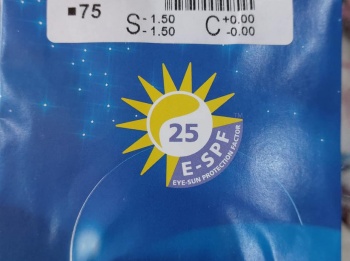 ■75
S -1.50 C +0.00
-1.50 -0.00
25
E-SPF
EYE-SUN PROTECTION FACTOR